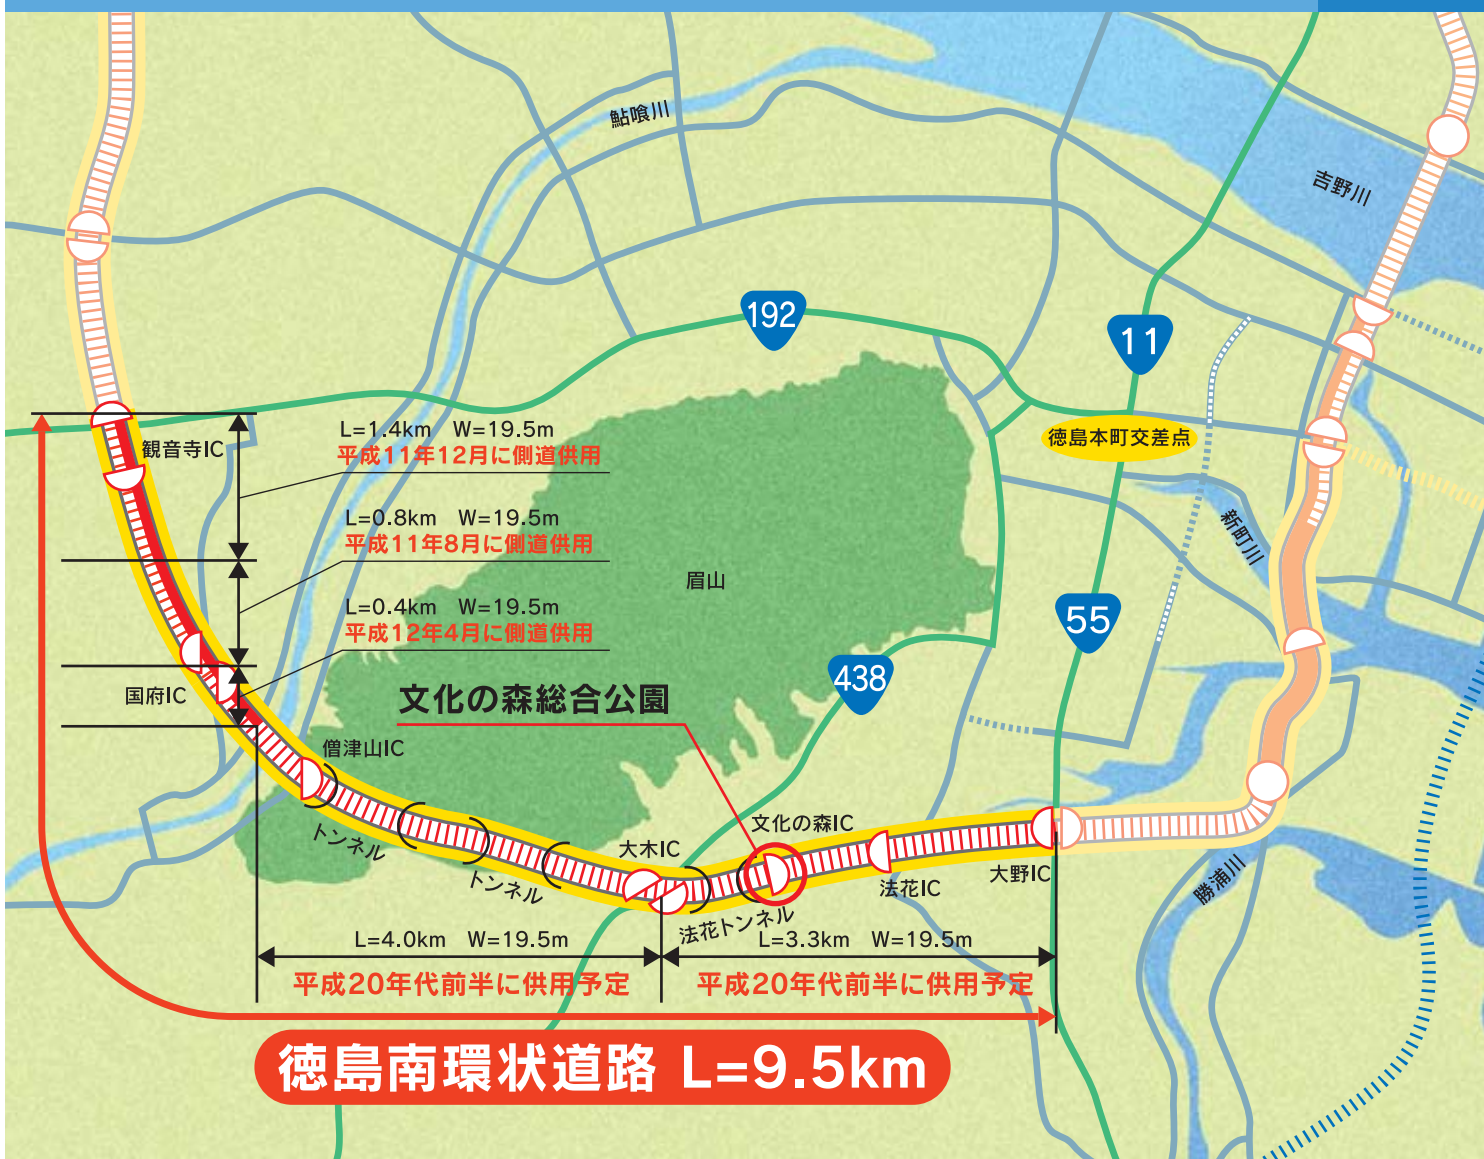 鮎喰川
吉野川
192
11
徳島本町交差点
観音寺IC
L=1.4km W=19.5m
平成11年12月に側道供用
L=0.8km W=19.5m
平成11年8月に側道供用
新町川
眉山
L=0.4km W=19.5m
平成12年4月に側道供用
55
438
国府IC
文化の森総合公園
僧津山IC
トンネル
トンネル
大木IC
文化の森IC
法花トンネル
法花IC
大野IC
勝浦川
L=4.0km W=19.5m
平成20年代前半に供用予定
L=3.3km W=19.5m
平成20年代前半に供用予定
徳島南環状道路 L=9.5km